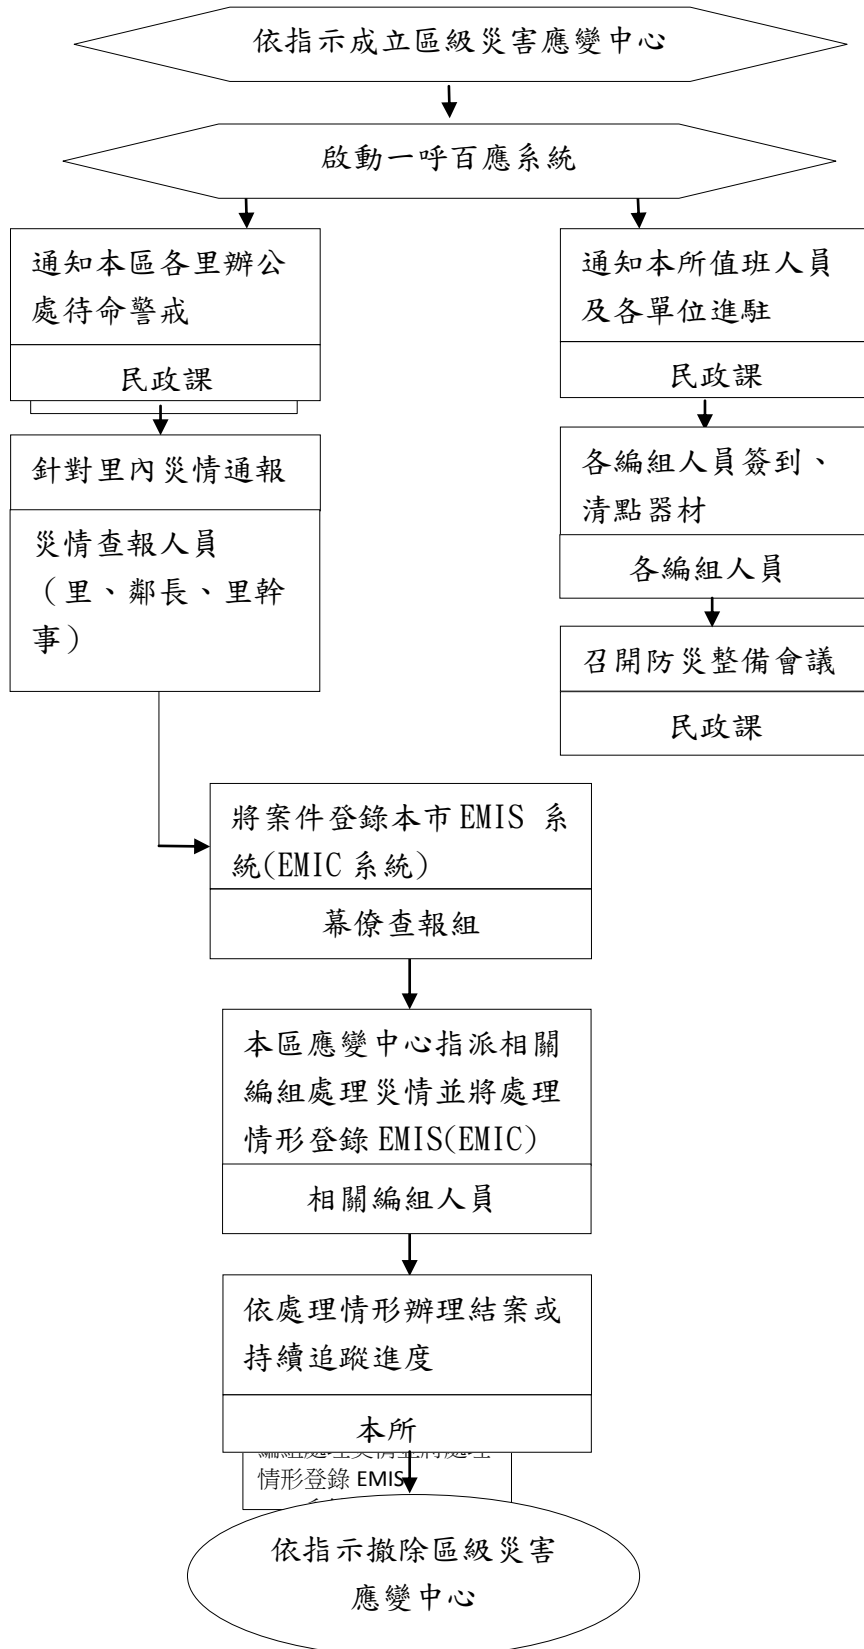 依指示成立區級災害應變中心
啟動一呼百應系統
通知本區各里辦公
處待命警戒
民政課
針對里內災情通報
災情查報人員
（里、鄰長、里幹
事）
通知本所值班人員
及各單位進駐
民政課
各編組人員簽到、
清點器材
各編組人員
召開防災整備會議
民政課
將案件登錄本市EMIS 系
統(EMIC 系統)
幕僚查報組
本區應變中心指派相關
編組處理災情並將處理
情形登錄 EMIS(EMIC)
相關編組人員
依處理情形辦理結案或
持續追蹤進度
本所
情形登錄 EMIS
依指示撤除區級災害
應變中心